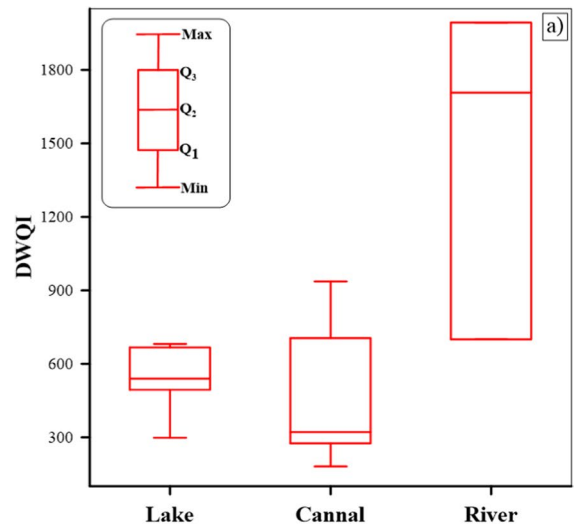 a)
Max
Q3
Q2
Q1
Min
DWQI
1800
1500
1200
900
600
300
Lake Cannal River